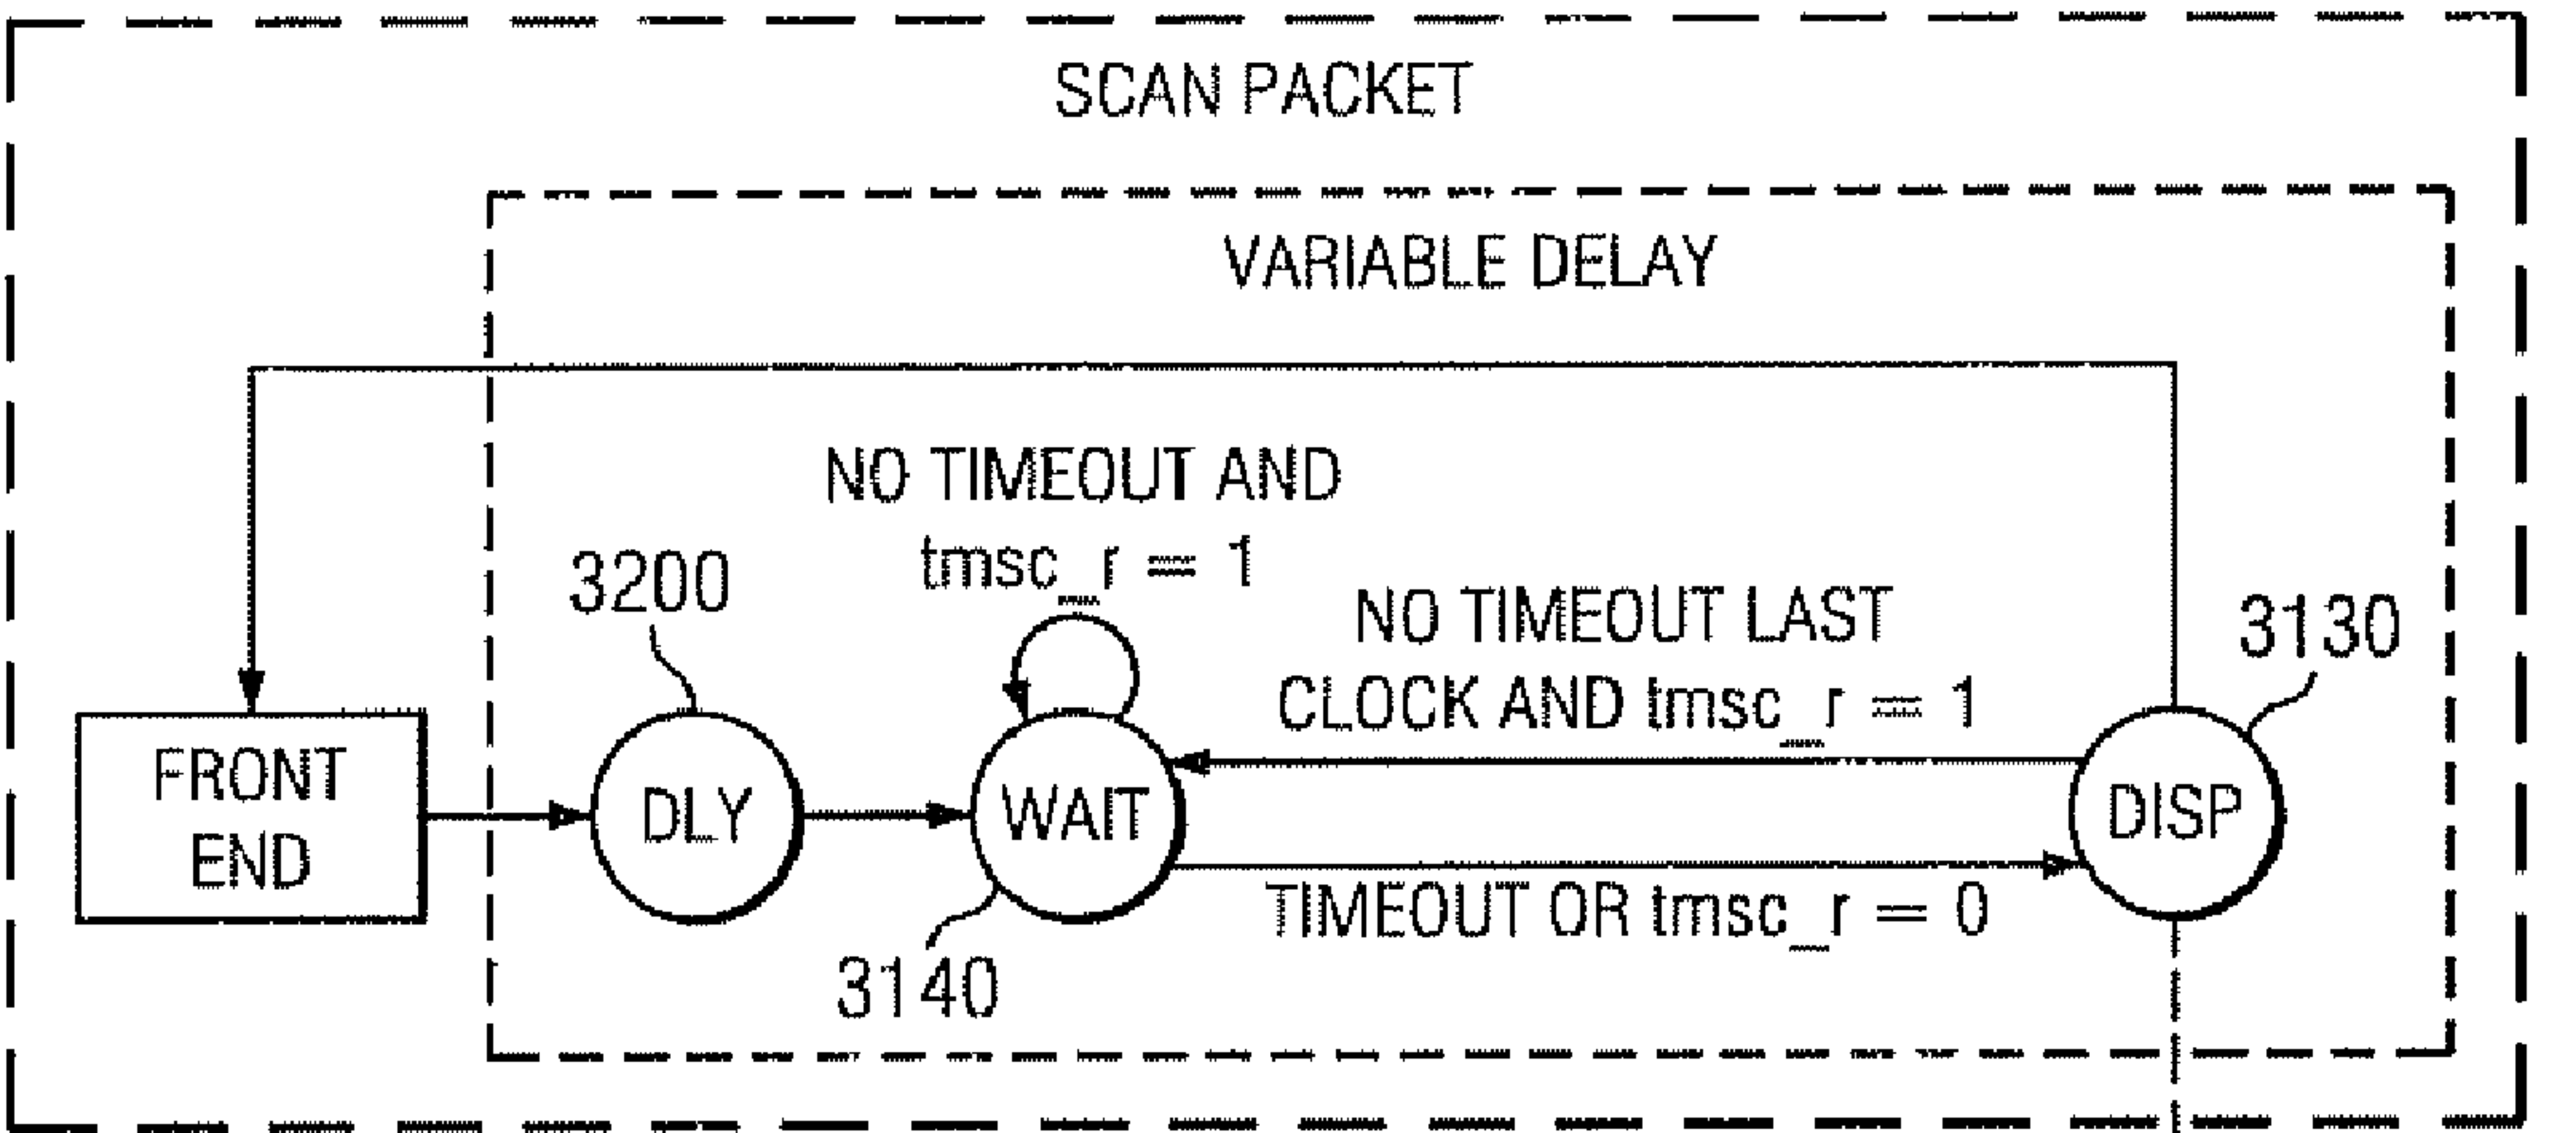 SCAN PACKET
VARIABLE DELAY
NO TIMEOUT AND
tmsc_r = 1
3200
NO TIMEOUT LAST
CLOCK AND tmsc_r = 1
3130
FRONT
END
DLY
WAIT
DISP
TIMEOUT OR tmsc_r = 0
3140